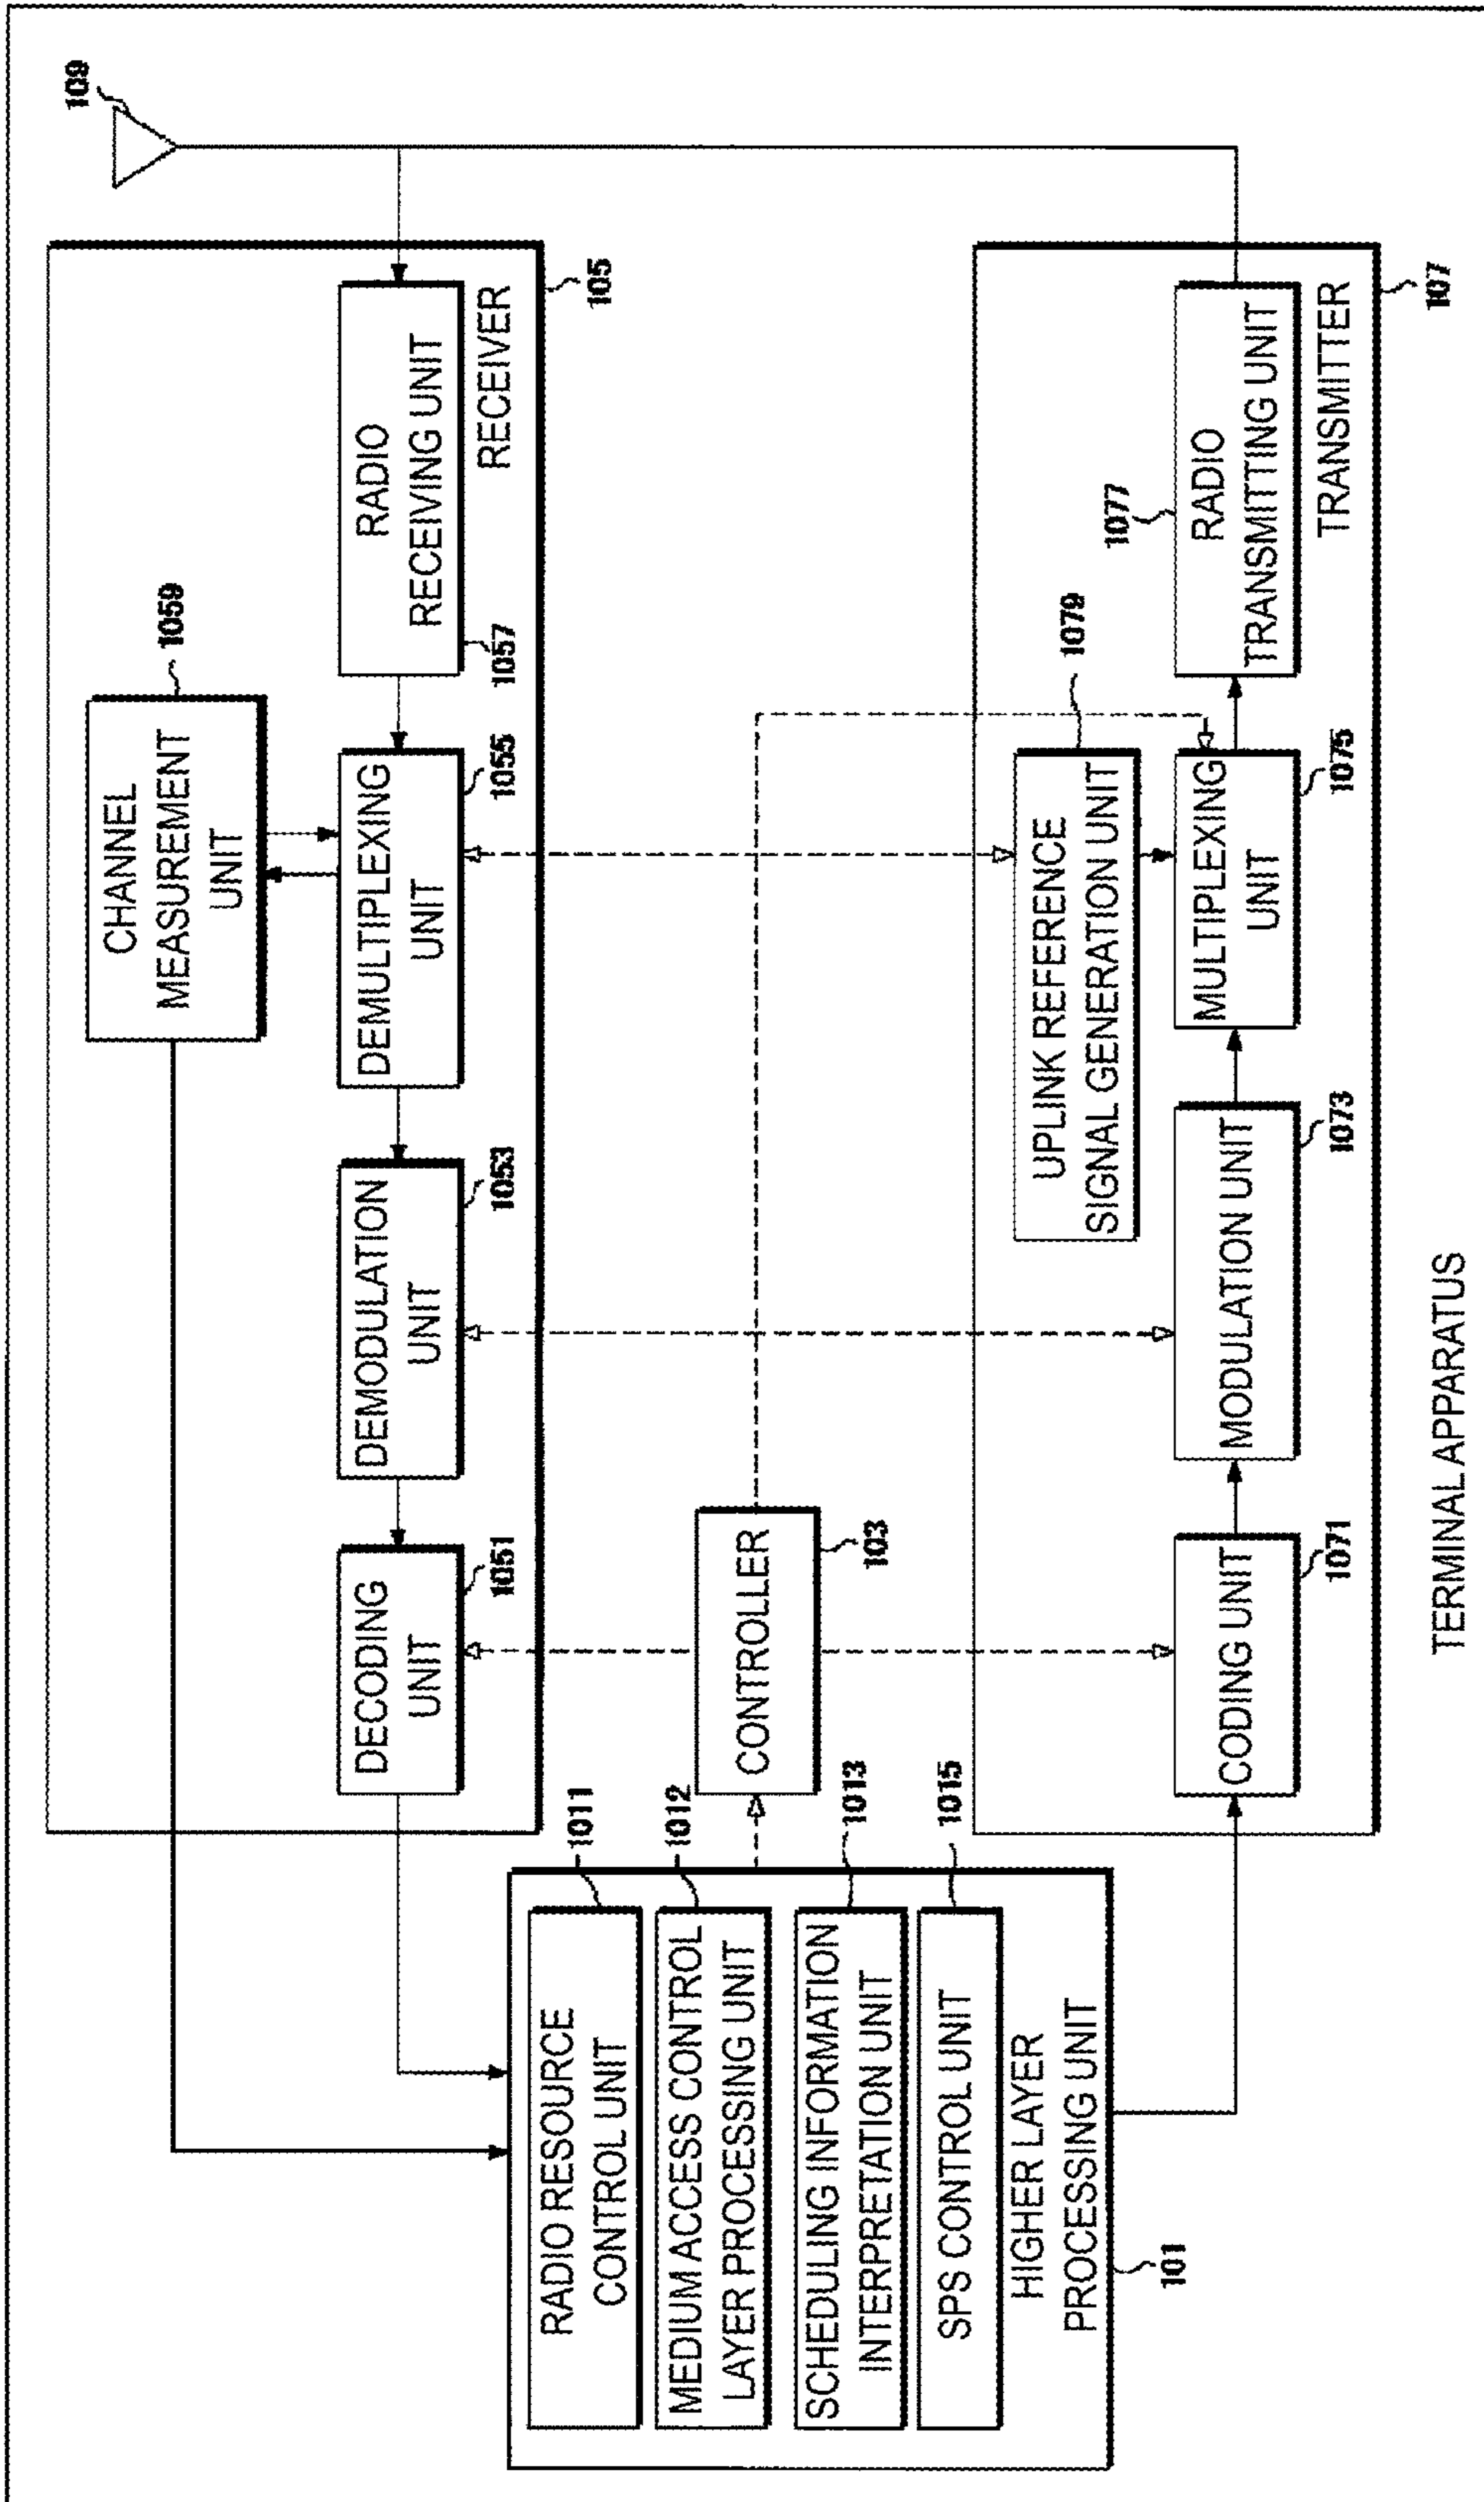 109
1059
CHANNEL
MEASUREMENT
UNIT
RADIO
RECEIVING UNIT
1057
RECEIVER
105
DEMULTIPLEXING
UNIT
1055
DEMODULATION
UNIT
1053
DECODING
UNIT
1051
1011
RADIO RESOURCE
CONTROL UNIT
1012
MEDIUM ACCESS CONTROL
LAYER PROCESSING UNIT
1013
SCHEDULING INFORMATION
INTERPRETATION UNIT
1015
SPS CONTROL UNIT
HIGHER LAYER
PROCESSING UNIT
101
CONTROLLER
103
1079
UPLINK REFERENCE
SIGNAL GENERATION UNIT
CODING UNIT
1071
MODULATION UNIT
1073
MULTIPLEXING
UNIT
1075
1077
RADIO
TRANSMITTING UNIT
TRANSMITTER
107
TERMINAL APPARATUS